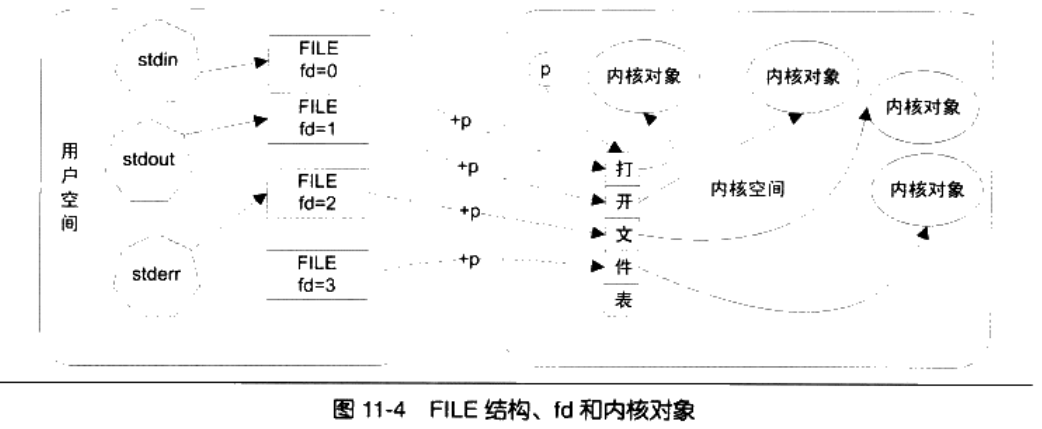 stdin
FILE
fd=0
FILE
fd=1
stdout
用户空间
FILE
fd=2
stderr
FILE
fd=3
+p
+p
+p
+p
p
内核对象
内核对象
内核对象
内核对象
内核空间
打
开
文
件
表
图 11-4 FILE 结构、fd 和内核对象